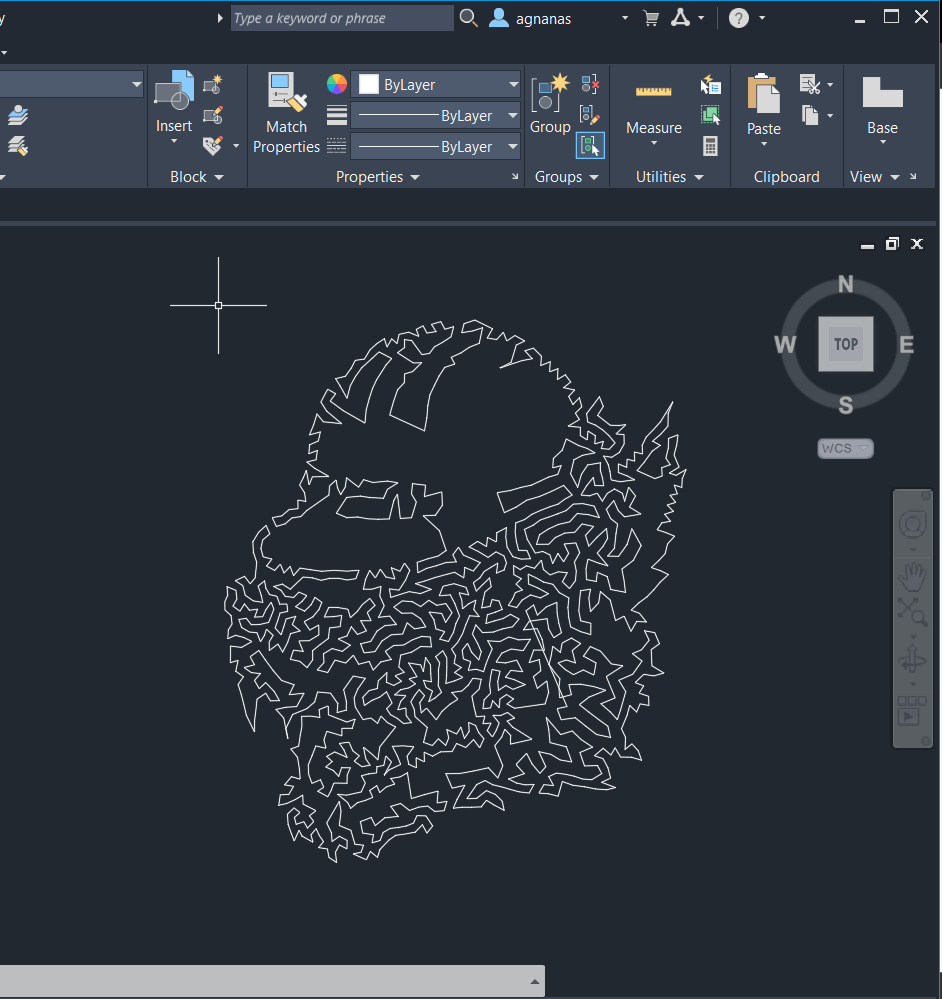 y
Type a keyword or phrase
agnanas
?
ByLayer
Insert
Match
Properties
ByLayer
ByLayer
Group
Measure
Paste
Base
Block
Properties
Groups
Utilities
Clipboard
View
N
W
TOP
E
S
WCS